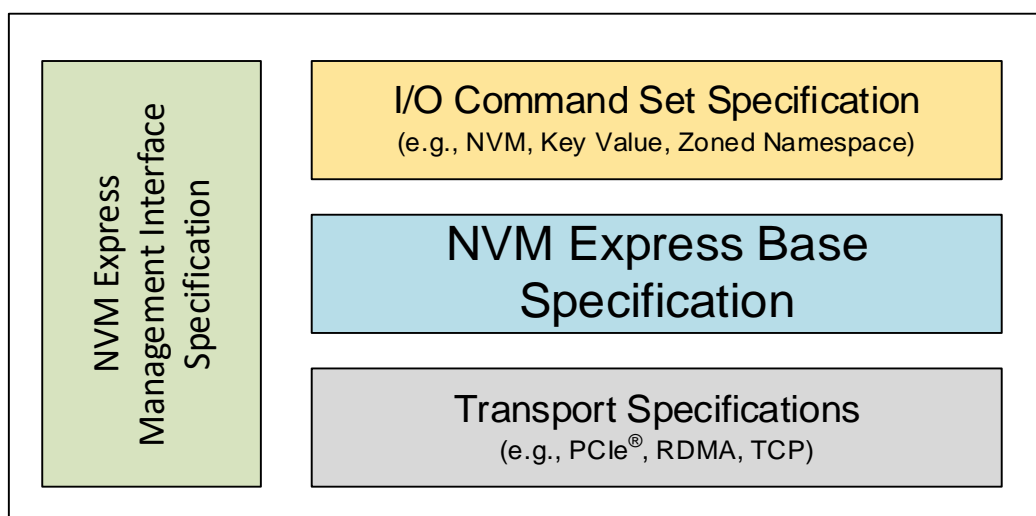 NVM Express
Management Interface
Specification
I/O Command Set Specification
(e.g., NVM, Key Value, Zoned Namespace)
NVM Express Base
Specification
Transport Specifications
(e.g., PCIe®, RDMA, TCP)